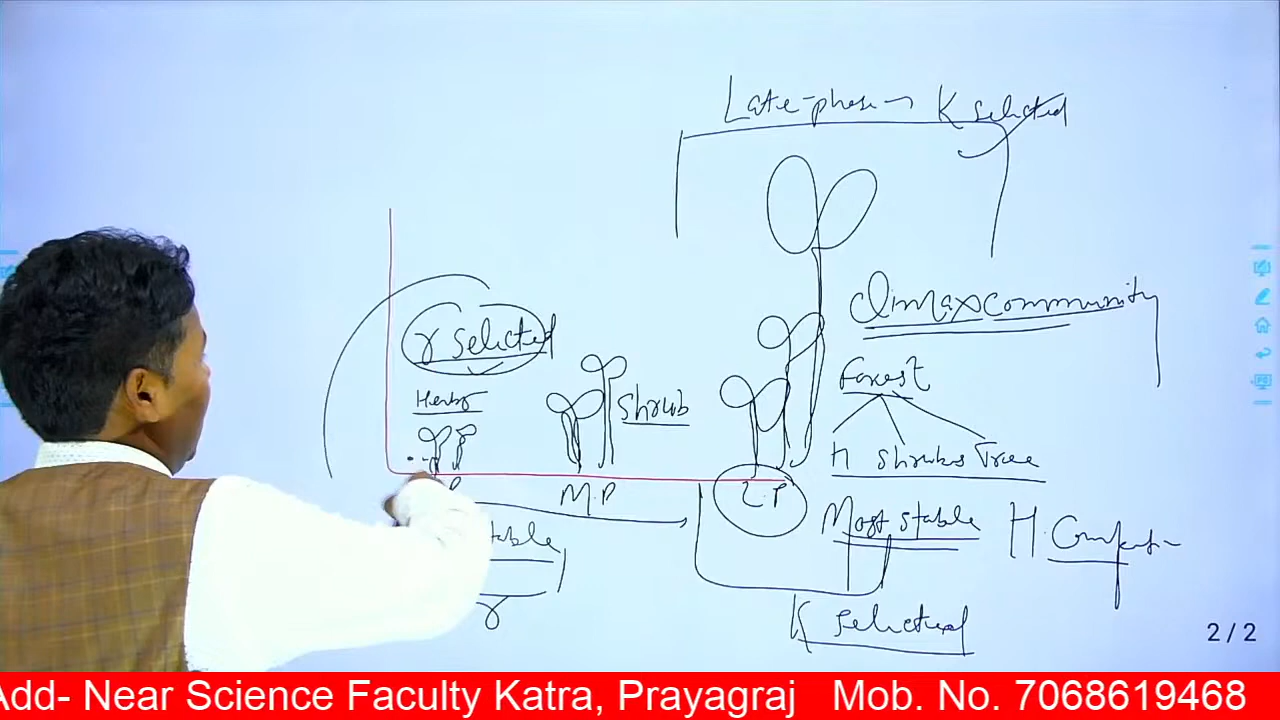 Late-phase → K selected
climax community
r selected
Forest
Herbs
Shrub
h shrubs Tree
M.P
L.P
Most stable
H.
table
r
K selected
2/2
Add- Near Science Faculty Katra, Prayagraj Mob. No. 7068619468